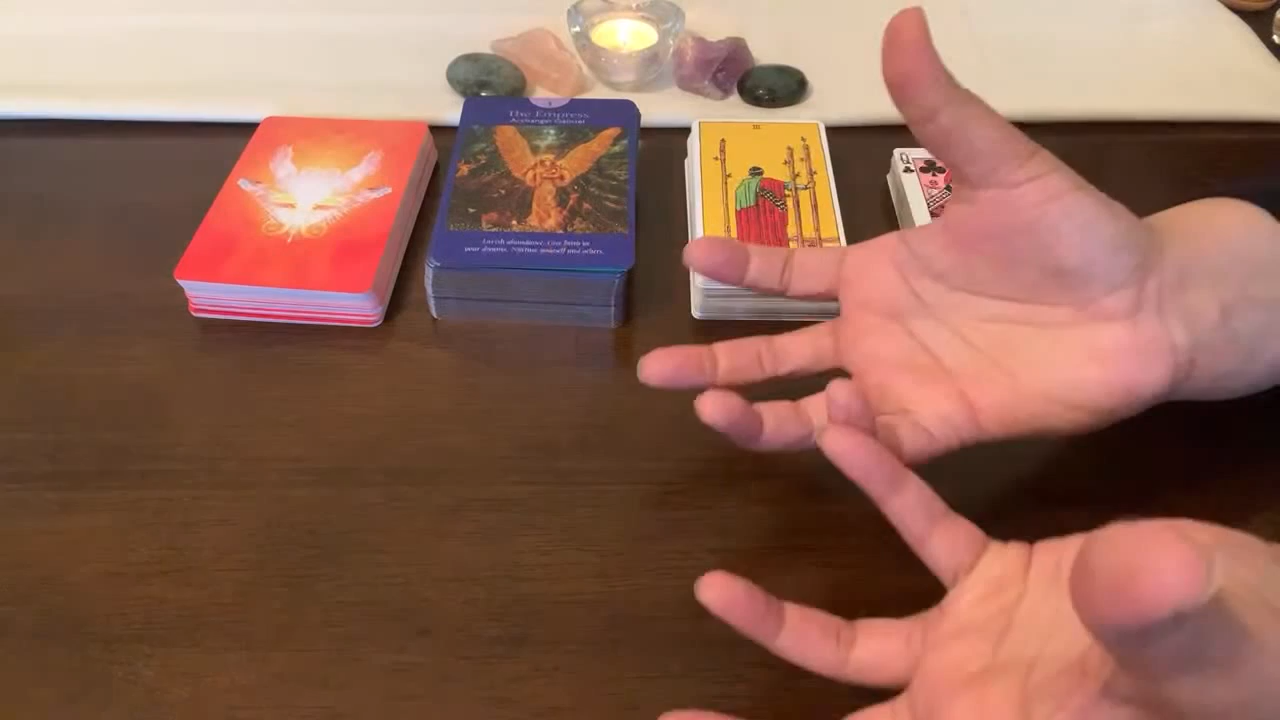 The Empress
Archangel Gabriel
Lavish abundance. Give birth to
your dreams. Nurture yourself and others.
III
Q